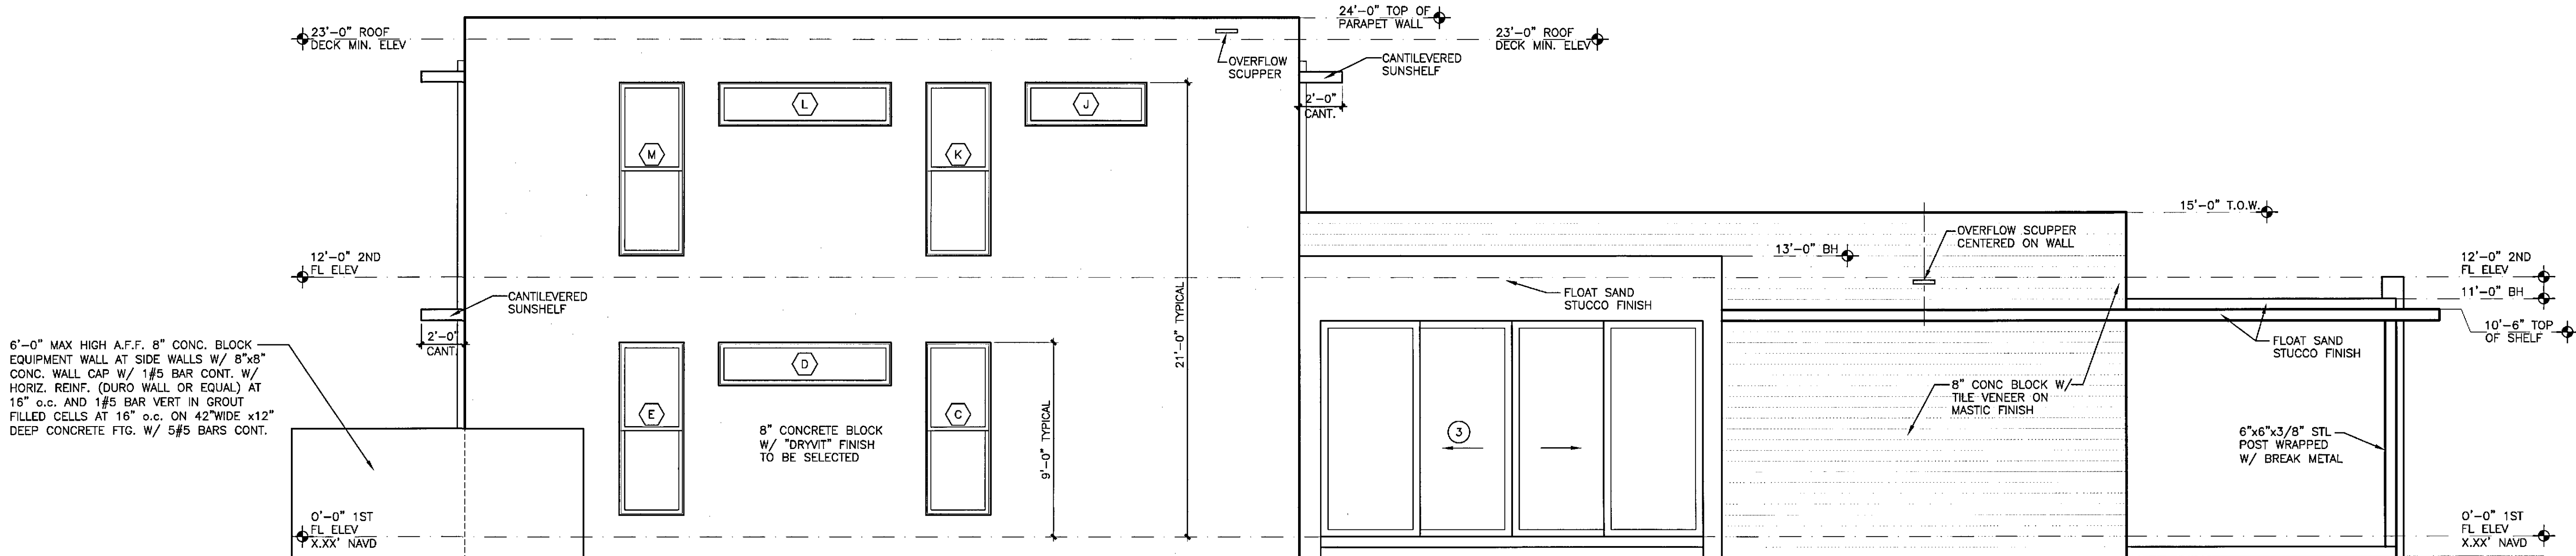 23'-0" ROOF
DECK MIN. ELEV
24'-0" TOP OF
PARAPET WALL
23'-0" ROOF
DECK MIN. ELEV
OVERFLOW
SCUPPER
CANTILEVERED
SUNSHELF
2'-0"
CANT.
L
J
M
K
21'-0" TYPICAL
12'-0" 2ND
FL ELEV
CANTILEVERED
SUNSHELF
2'-0"
CANT.
6'-0" MAX HIGH A.F.F. 8" CONC. BLOCK
EQUIPMENT WALL AT SIDE WALLS W/ 8"x8"
CONC. WALL CAP W/ 1#5 BAR CONT. W/
HORIZ. REINF. (DURO WALL OR EQUAL) AT
16" o.c. AND 1#5 BAR VERT IN GROUT
FILLED CELLS AT 16" o.c. ON 42"WIDE x12"
DEEP CONCRETE FTG. W/ 5#5 BARS CONT.
D
E
C
8" CONCRETE BLOCK
W/ "DRYVIT" FINISH
TO BE SELECTED
9'-0" TYPICAL
0'-0" 1ST
FL ELEV
X.XX' NAVD
15'-0" T.O.W.
13'-0" BH
OVERFLOW SCUPPER
CENTERED ON WALL
FLOAT SAND
STUCCO FINISH
3
12'-0" 2ND
FL ELEV
11'-0" BH
10'-6" TOP
OF SHELF
FLOAT SAND
STUCCO FINISH
8" CONC BLOCK W/
TILE VENEER ON
MASTIC FINISH
6"x6"x3/8" STL
POST WRAPPED
W/ BREAK METAL
0'-0" 1ST
FL ELEV
X.XX' NAVD